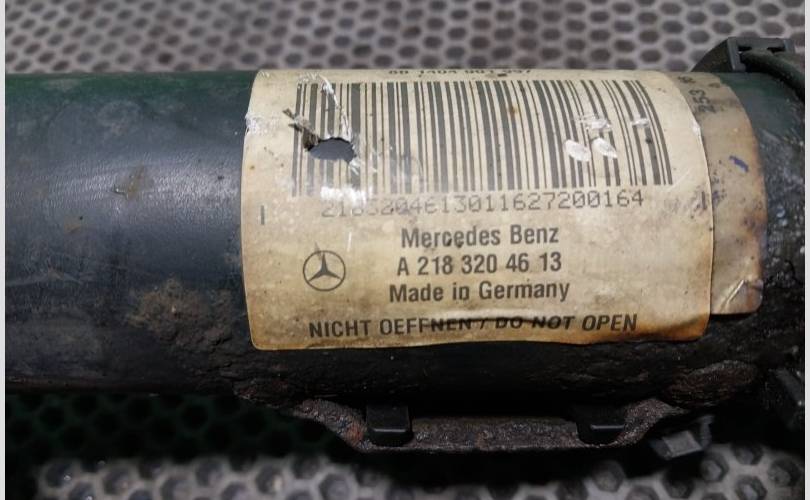 2183204613011627200164
Mercedes Benz
A 218 320 46 13
Made in Germany
NICHT OEFFNEN / DO NOT OPEN